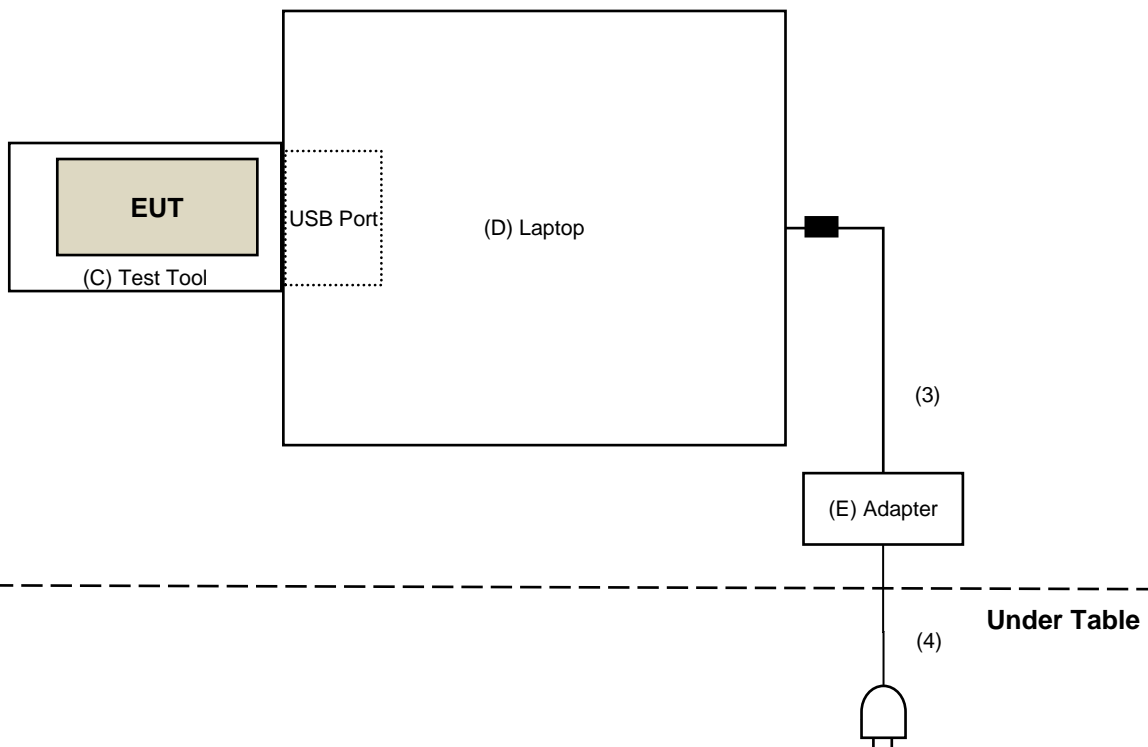 EUT
(C) Test Tool
USB Port
(D) Laptop
(3)
(E) Adapter
Under Table
(4)